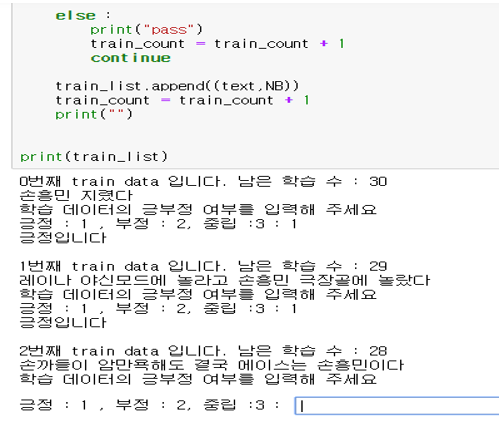 else :
print("pass")
train_count = train_count + 1
continue
train_list.append((text,NB))
train_count = train_count + 1
print("")
print(train_list)
0번째 train data 입니다. 남은 학습 수 : 30
손흥민 지렸다
학습 데이터의 긍부정 여부를 입력해 주세요
긍정 : 1 , 부정 : 2, 중립 :3 : 1
긍정입니다
1번째 train data 입니다. 남은 학습 수 : 29
레이나 야신모드에 놀라고 손흥민 극장골에 놀랐다
학습 데이터의 긍부정 여부를 입력해 주세요
긍정 : 1 , 부정 : 2, 중립 :3 : 1
긍정입니다
2번째 train data 입니다. 남은 학습 수 : 28
손까들이 암만욕해도 결국 에이스는 손흥민이다
학습 데이터의 긍부정 여부를 입력해 주세요
긍정 : 1 , 부정 : 2, 중립 :3 :